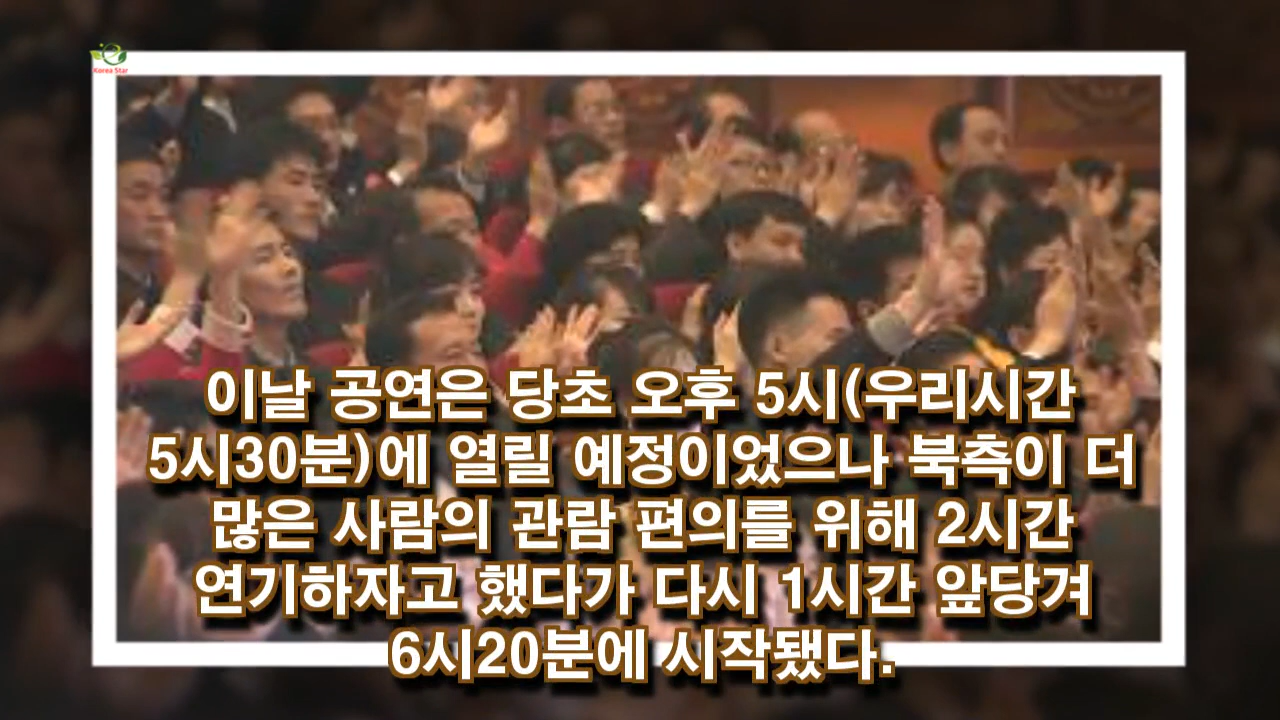 Korea Star
이날 공연은 당초 오후 5시(우리시간
5시30분)에 열릴 예정이었으나 북측이 더
많은 사람의 관람 편의를 위해 2시간
연기하자고 했다가 다시 1시간 앞당겨
6시20분에 시작됐다.